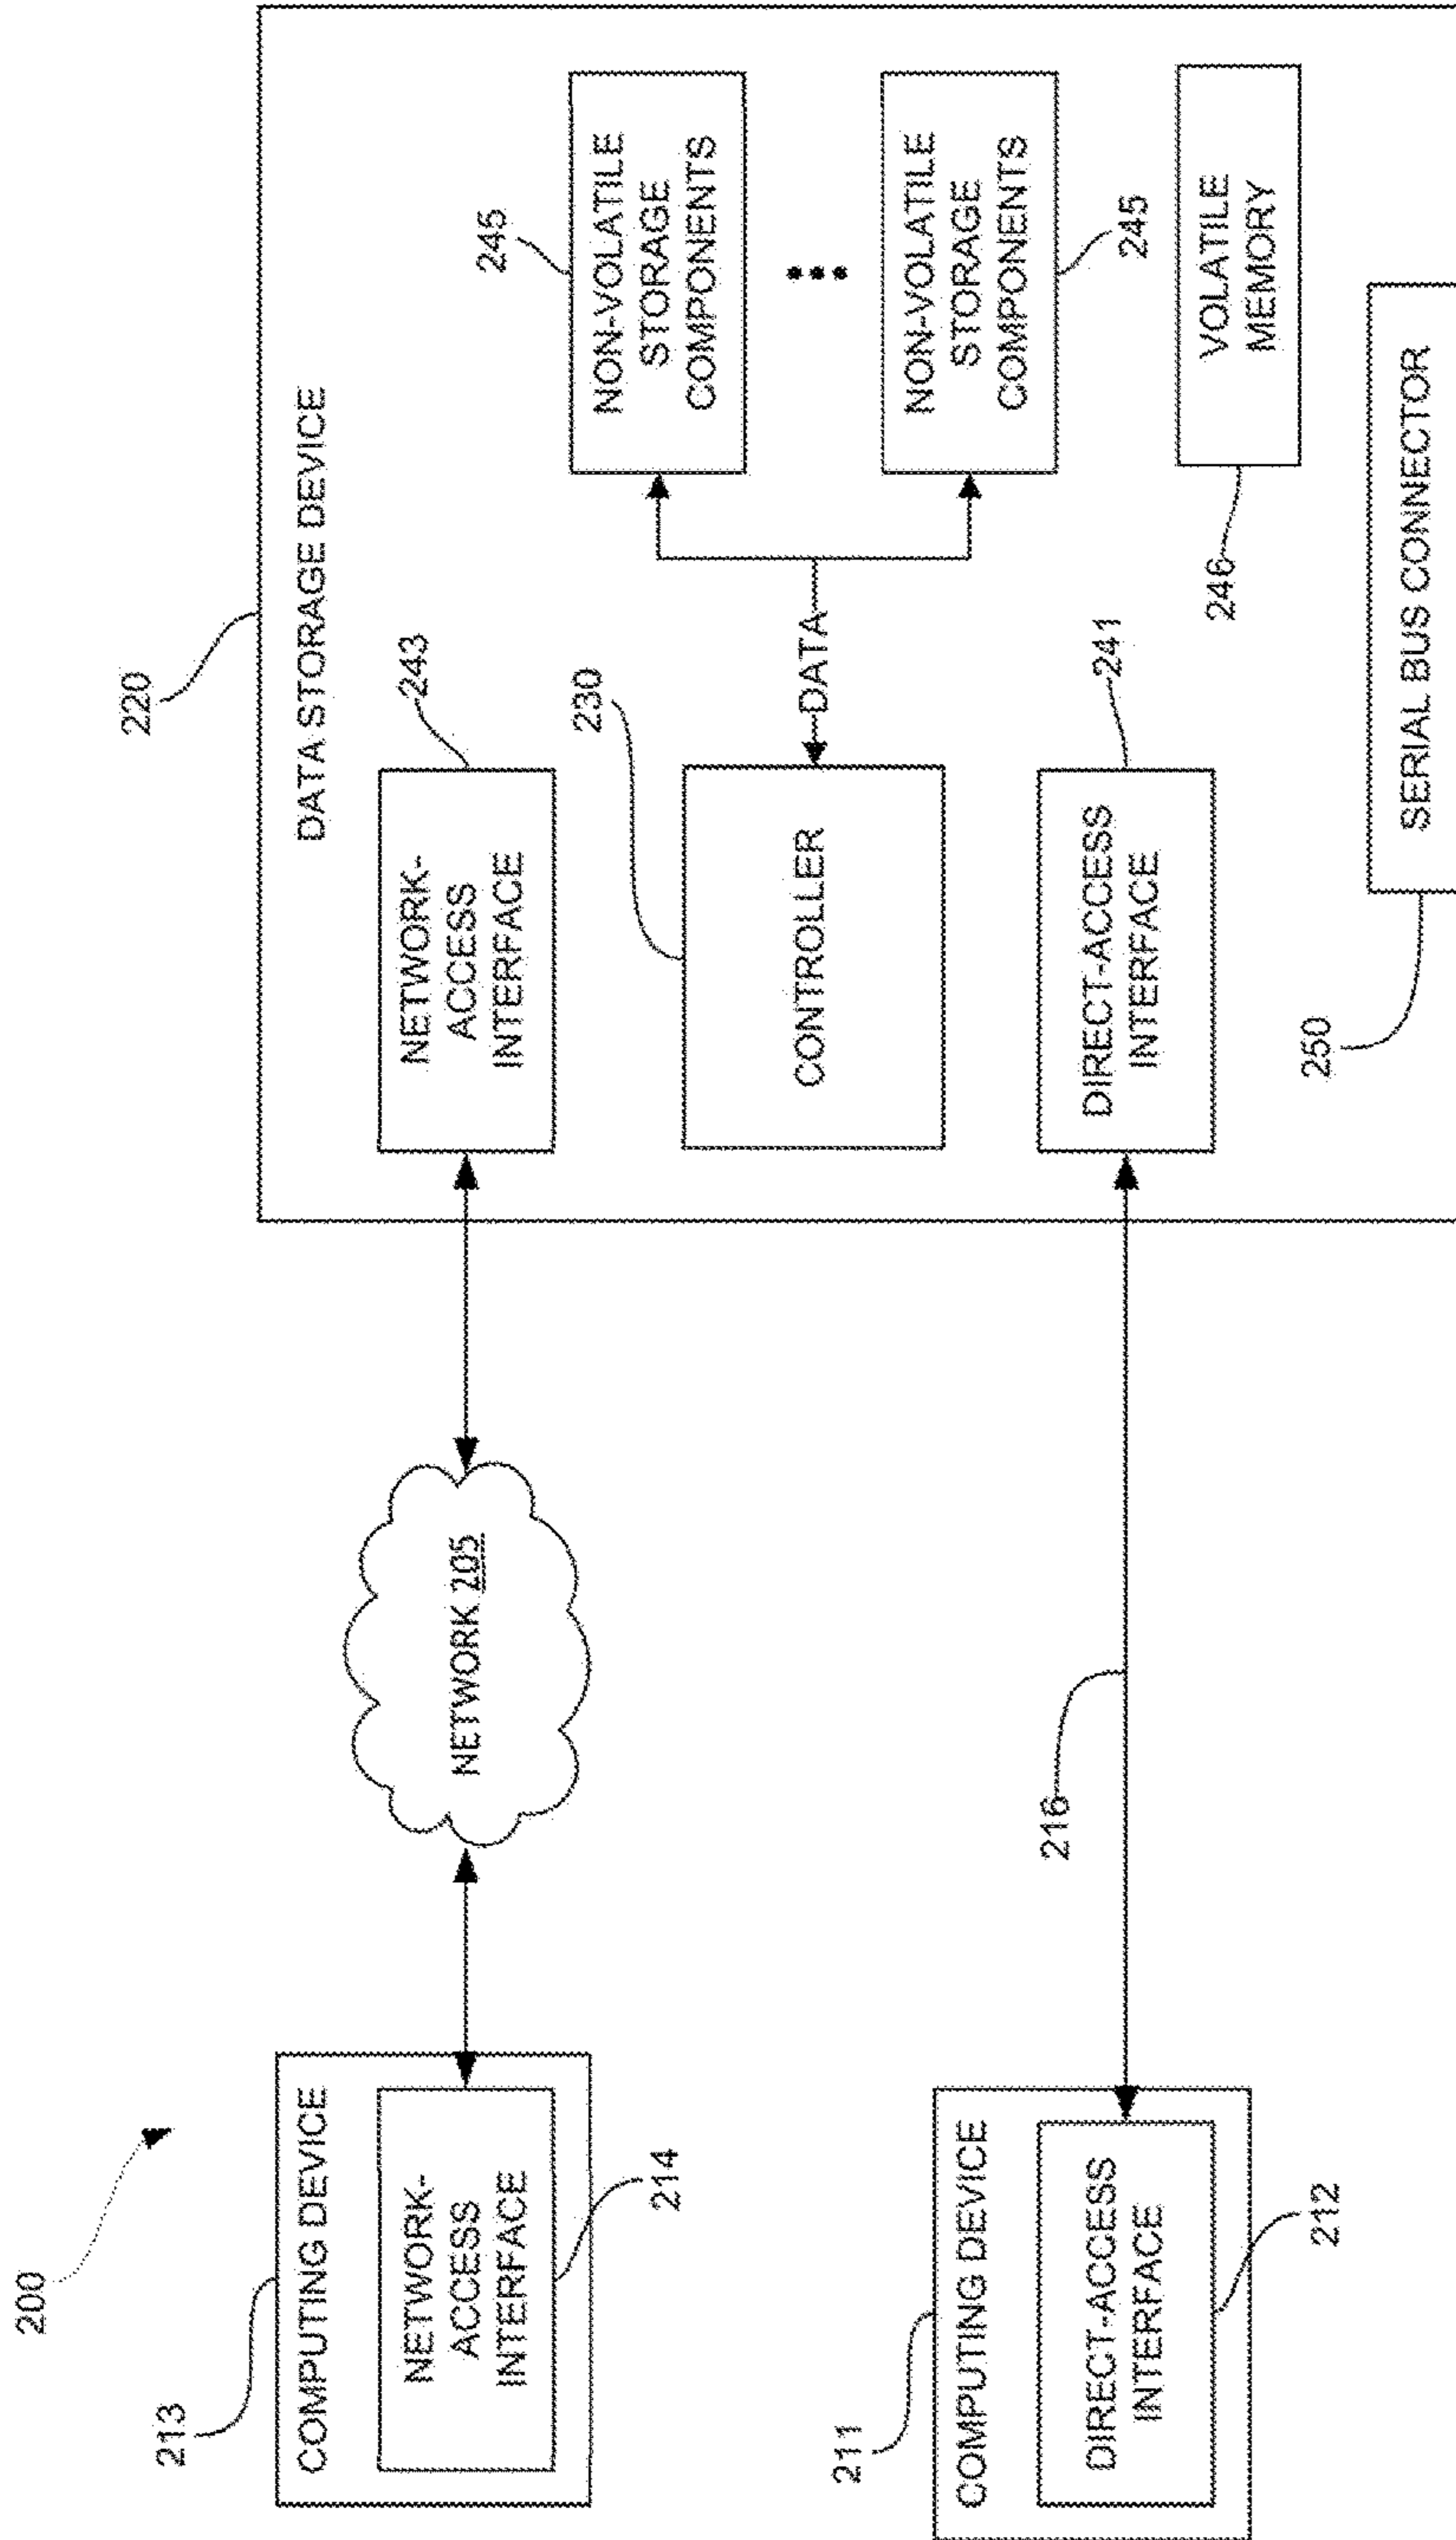 200
220
DATA STORAGE DEVICE
213
COMPUTING DEVICE
NETWORK-
ACCESS
INTERFACE
214
NETWORK 205
NETWORK-
ACCESS
INTERFACE
243
230
CONTROLLER
DATA
245
NON-VOLATILE
STORAGE
COMPONENTS
NON-VOLATILE
STORAGE
COMPONENTS
245
211
COMPUTING DEVICE
DIRECT-ACCESS
INTERFACE
212
216
DIRECT-ACCESS
INTERFACE
241
246
VOLATILE
MEMORY
250
SERIAL BUS CONNECTOR